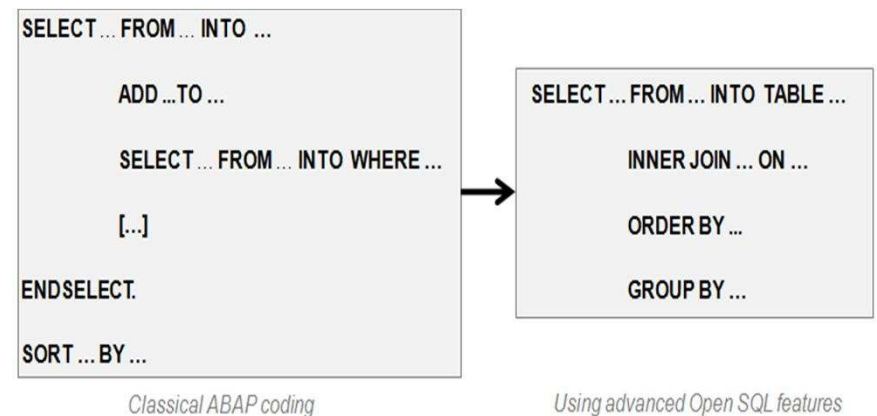 SELECT ... FROM ... INTO ...
ADD ...TO ...
SELECT ... FROM ... INTO WHERE ...
[...]
ENDSELECT.
SORT ... BY ...
Classical ABAP coding
SELECT ... FROM ... INTO TABLE ...
INNER JOIN ... ON ...
ORDER BY ...
GROUP BY ...
Using advanced Open SQL features